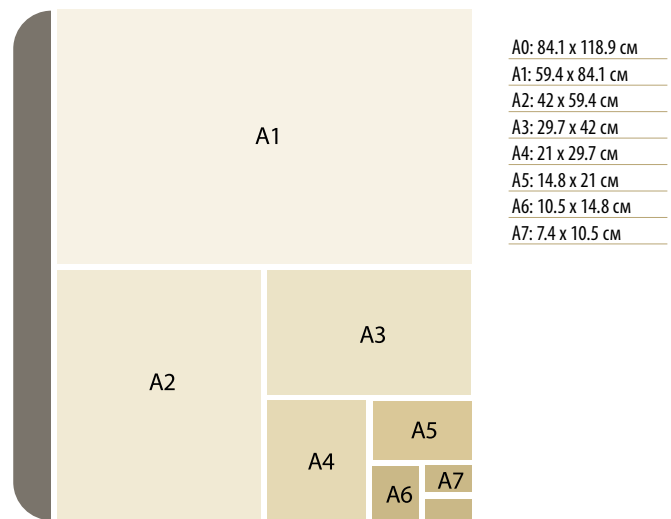 A1
A2
A3
A4
A5
A6
A7
A0: 84.1 x 118.9 см
A1: 59.4 x 84.1 см
A2: 42 x 59.4 см
A3: 29.7 x 42 см
A4: 21 x 29.7 см
A5: 14.8 x 21 см
A6: 10.5 x 14.8 см
A7: 7.4 x 10.5 см